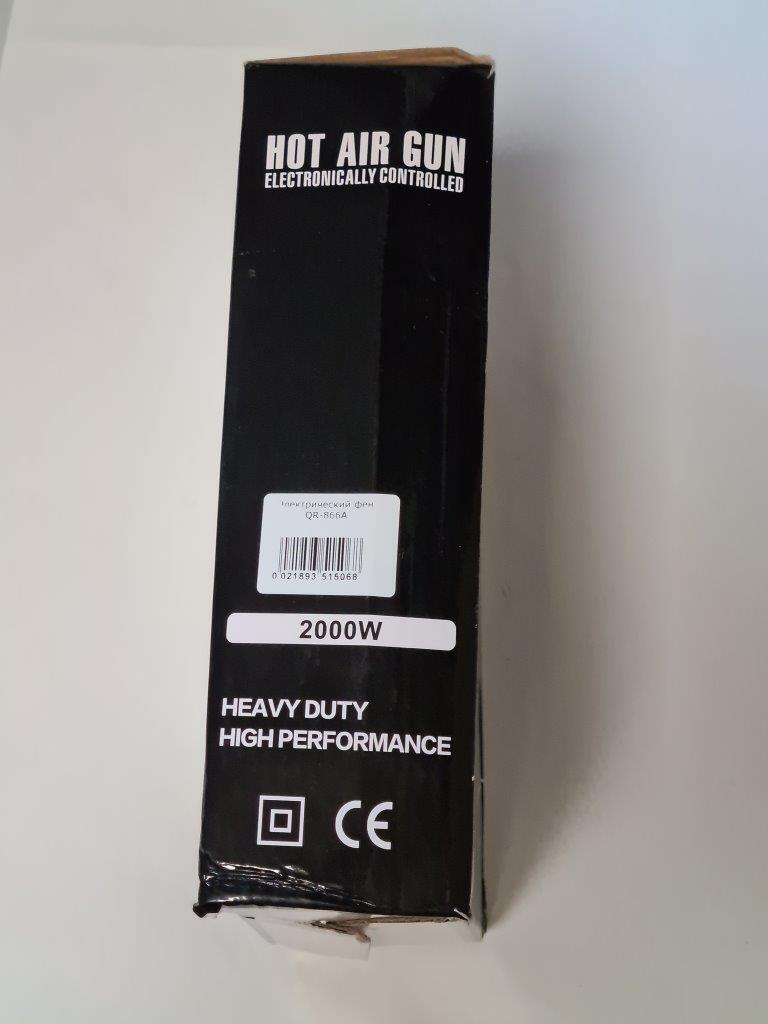 HOT AIR GUN
ELECTRONICALLY CONTROLLED
электрический фен
QR-866A
0 021893 515068
2000W
HEAVY DUTY
HIGH PERFORMANCE
CE